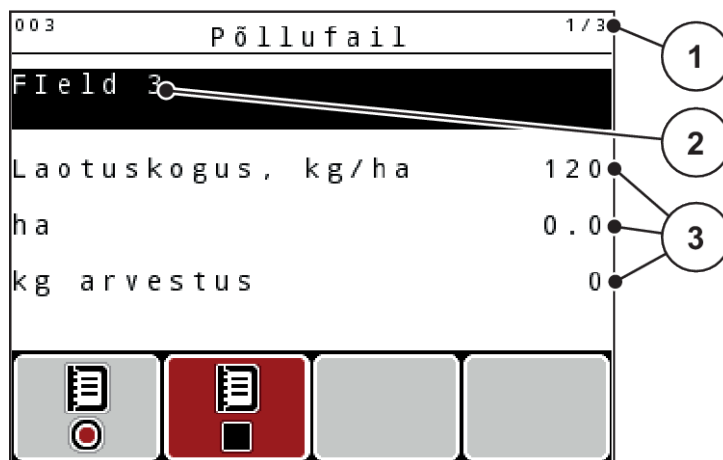 003 Põllufail 1/3
1
FIeld 3
2
Laotuskogus, kg/ha 120
ha 0.0
3
kg arvestus 0